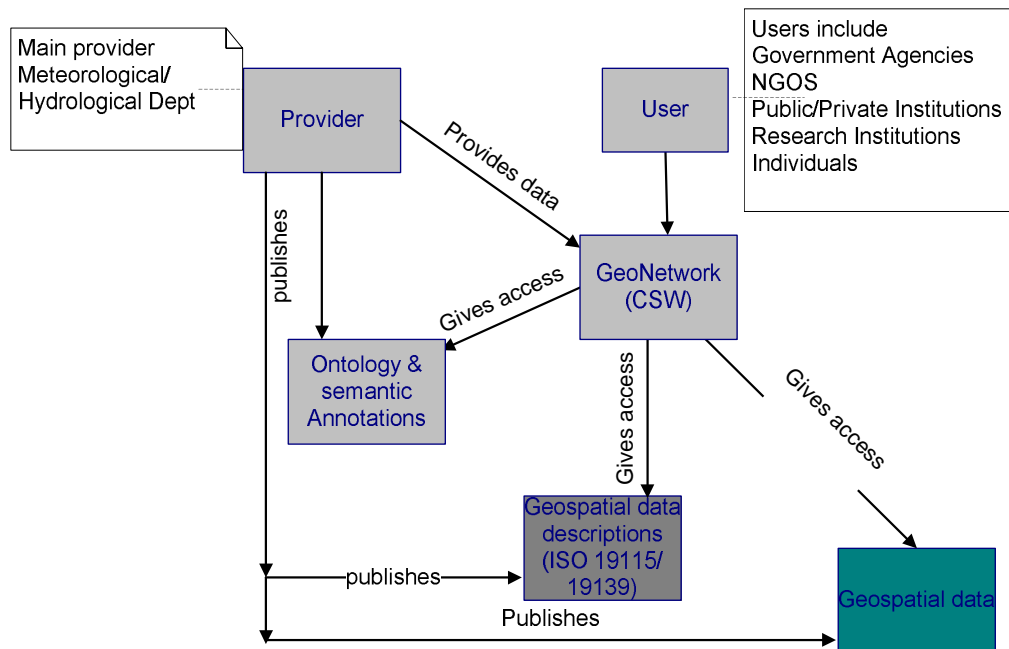 Main provider
Meteorological/
Hydrological Dept
Provider
User
Users include
Government Agencies
NGOS
Public/Private Institutions
Research Institutions
Individuals
Provides data
publishes
GeoNetwork
(CSW)
Gives access
Ontology &
semantic
Annotations
Gives access
Gives access
Geospatial data
descriptions
(ISO 19115/
19139)
publishes
Publishes
Geospatial data